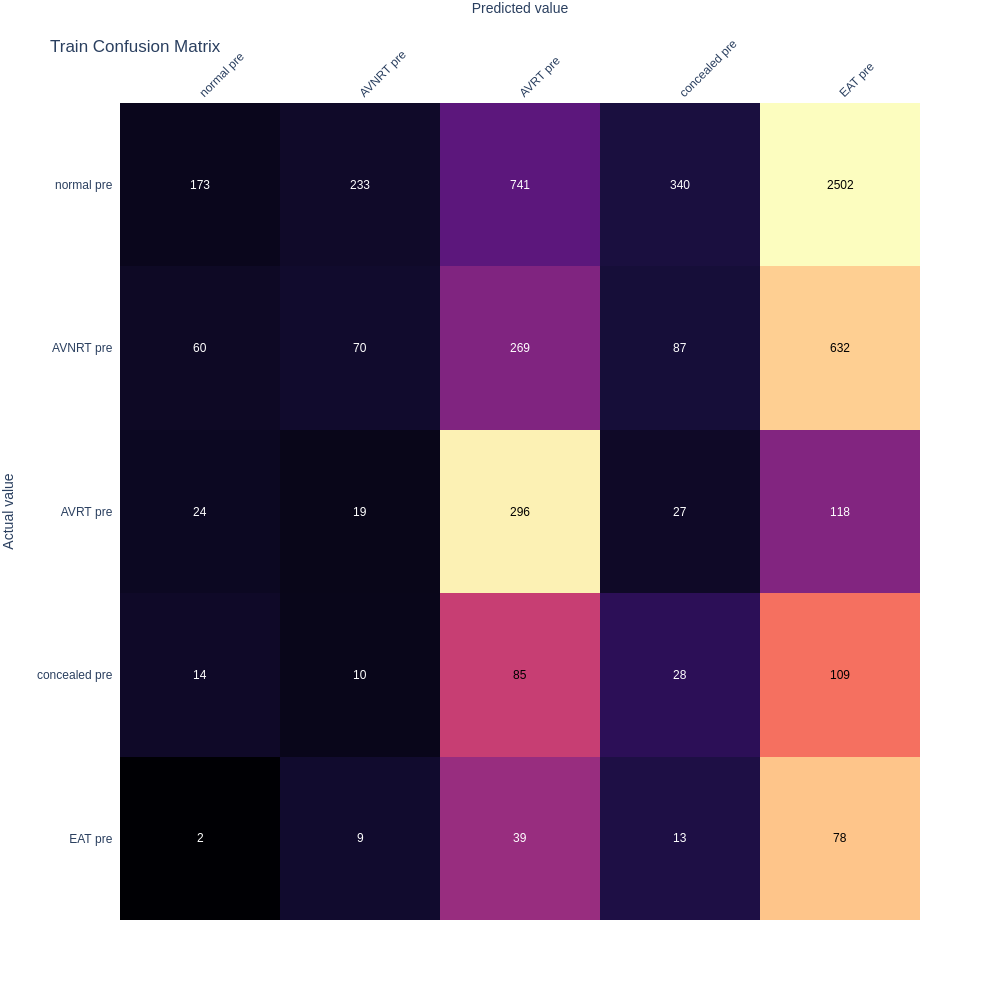 Predicted value
Train Confusion Matrix
normal pre
AVNRT pre
AVRT pre
concealed pre
EAT pre
normal pre 173 233 741 340 2502
AVNRT pre 60 70 269 87 632
Actual value
AVRT pre 24 19 296 27 118
concealed pre 14 10 85 28 109
EAT pre 2 9 39 13 78